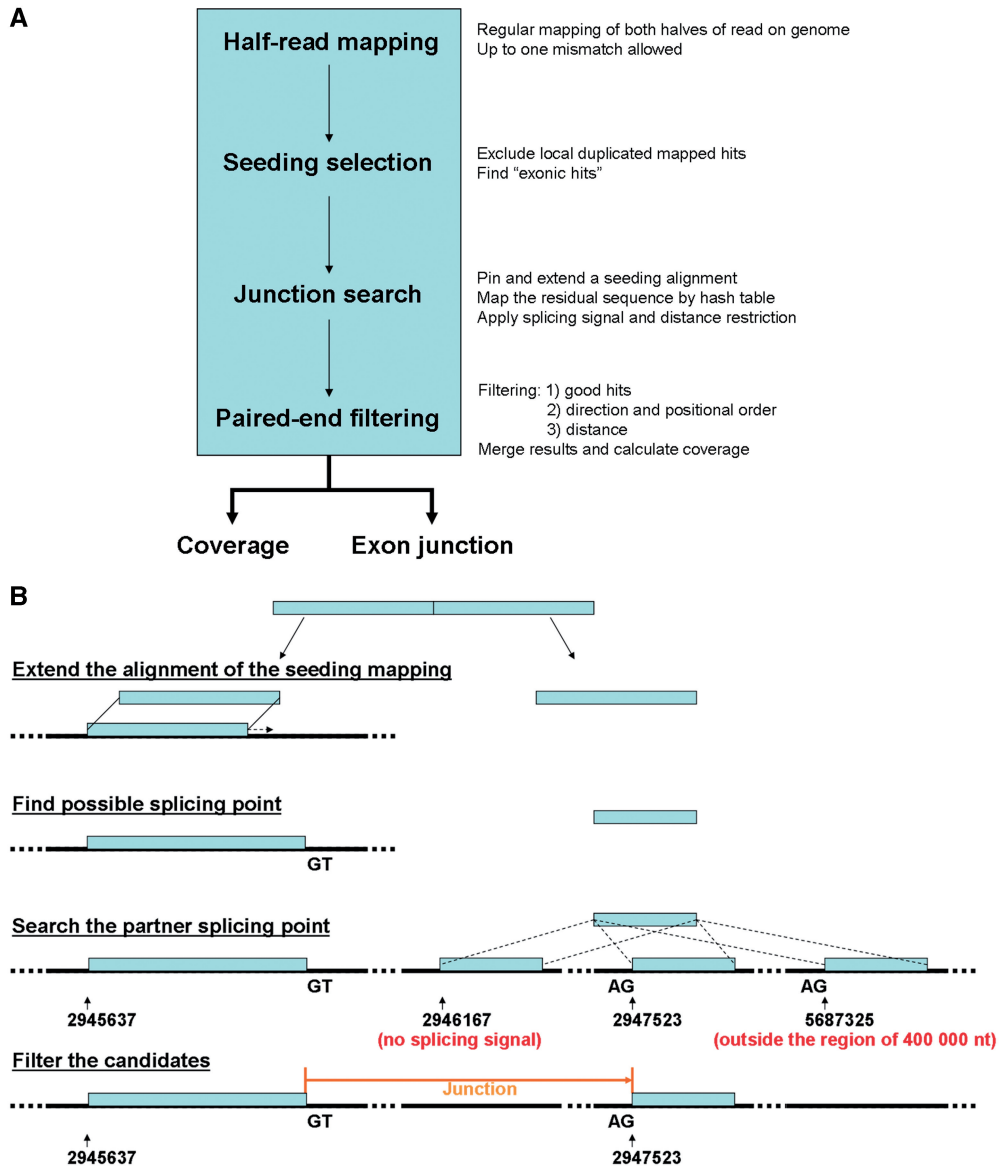 A
Half-read mapping
Regular mapping of both halves of read on genome
Up to one mismatch allowed
Seeding selection
Exclude local duplicated mapped hits
Find “exonic hits”
Junction search
Pin and extend a seeding alignment
Map the residual sequence by hash table
Apply splicing signal and distance restriction
Paired-end filtering
Filtering: 1) good hits
2) direction and positional order
3) distance
Merge results and calculate coverage
Coverage
Exon junction
B
Extend the alignment of the seeding mapping
Find possible splicing point
GT
Search the partner splicing point
GT
AG
AG
2945637
2946167
2947523
5687325
(no splicing signal)
(outside the region of 400 000 nt)
Filter the candidates
Junction
GT
AG
2945637
2947523